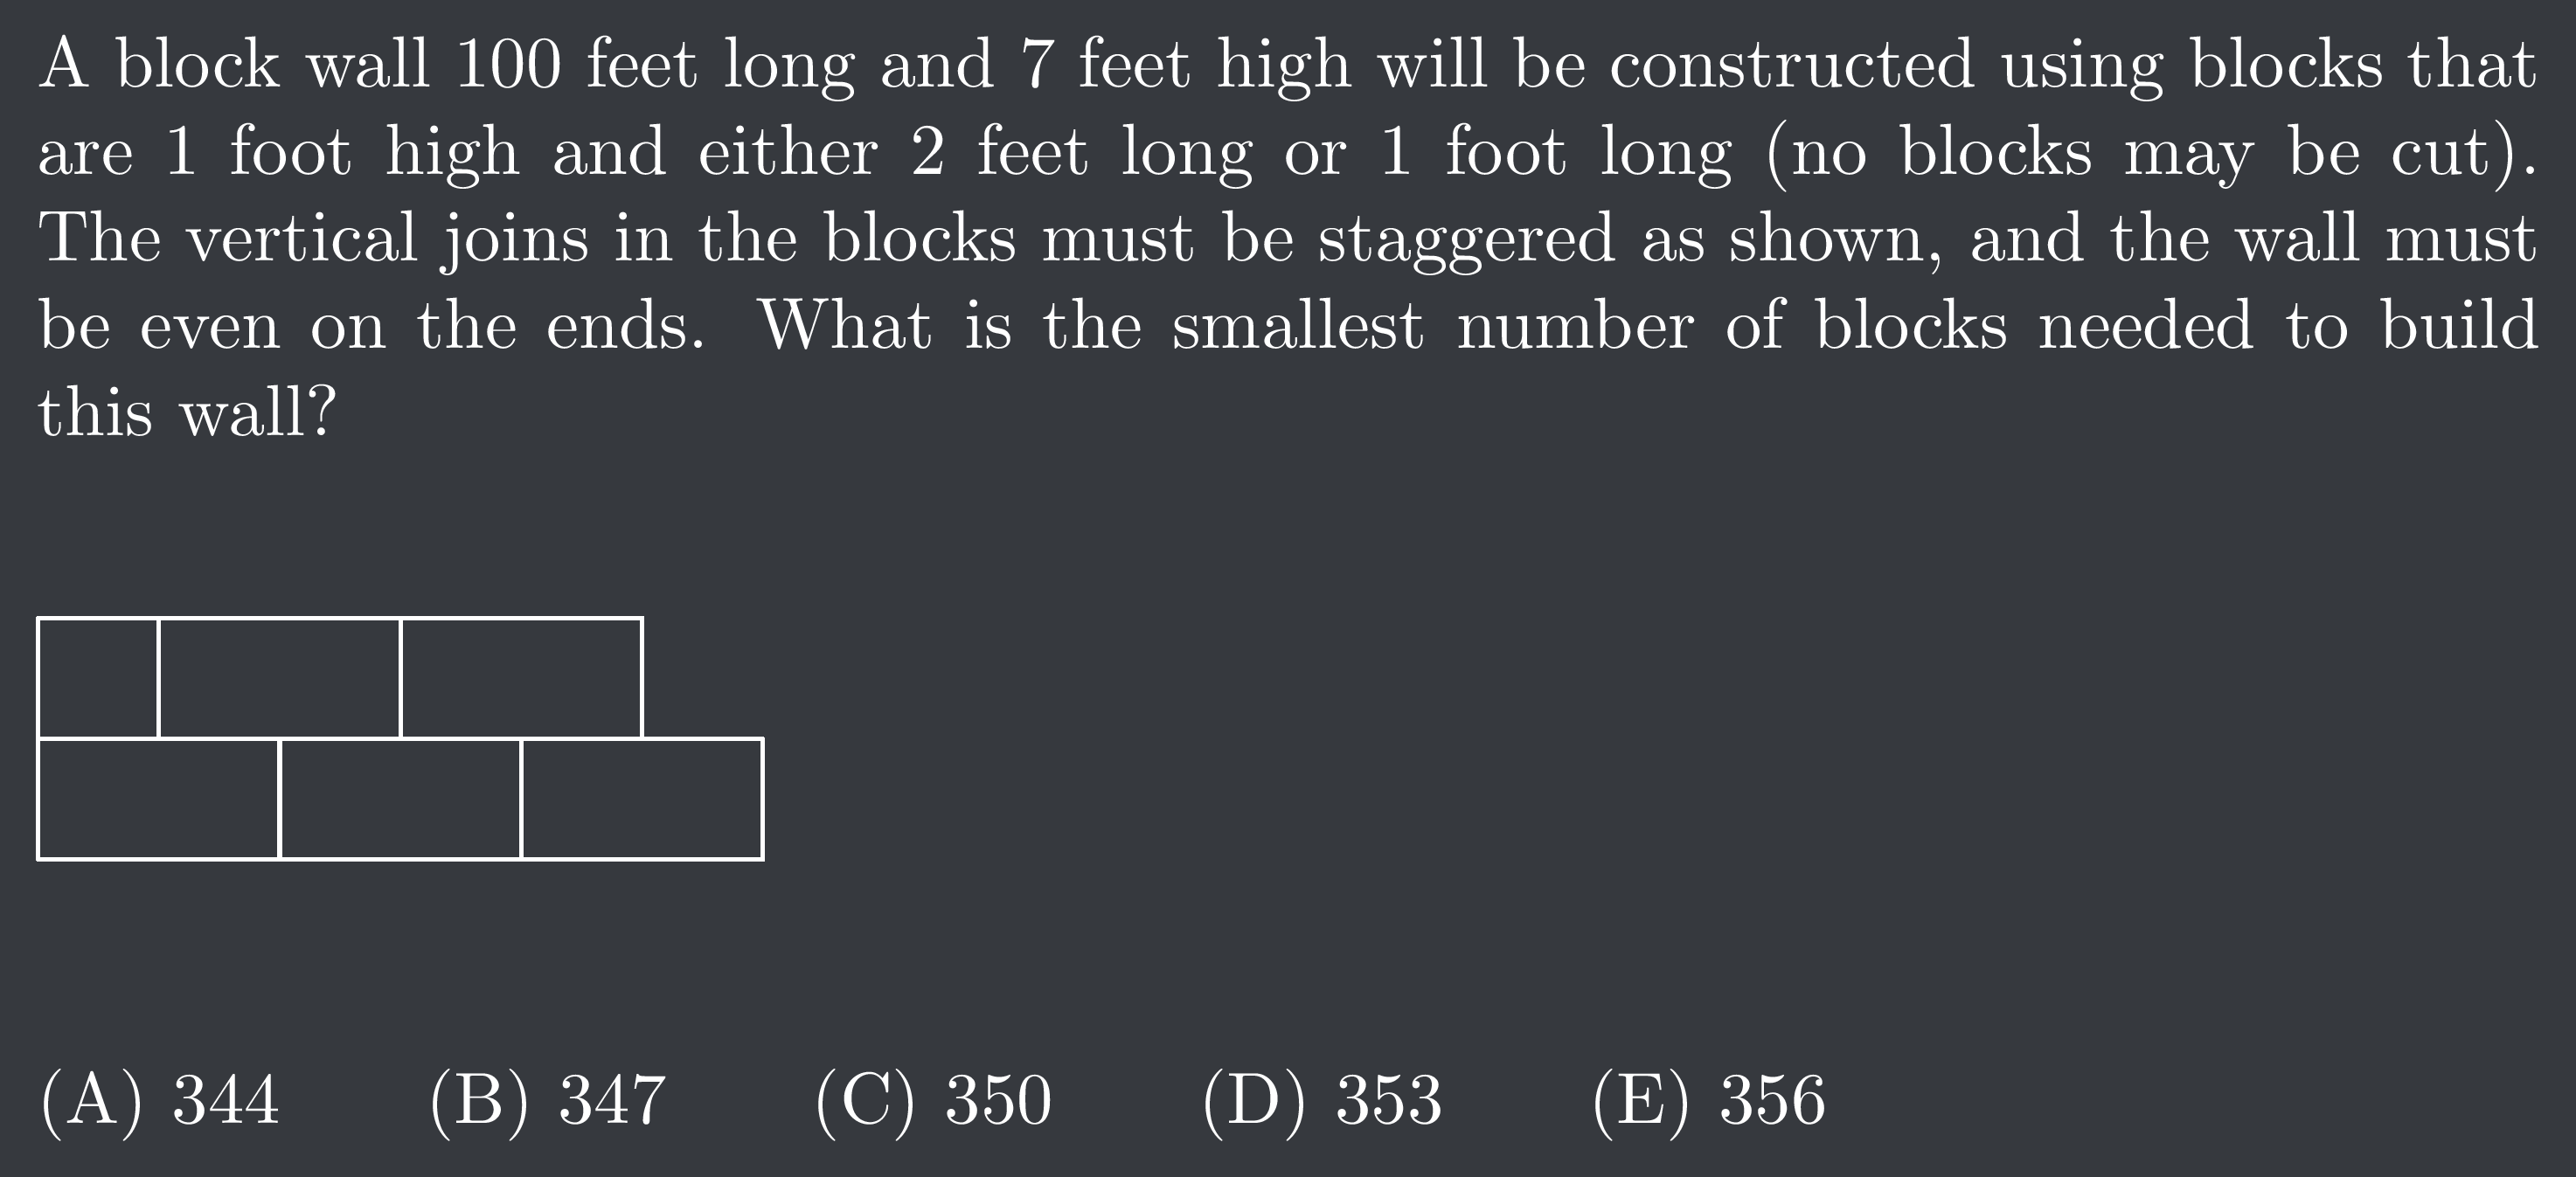 A block wall 100 feet long and 7 feet high will be constructed using blocks that
are 1 foot high and either 2 feet long or 1 foot long (no blocks may be cut).
The vertical joins in the blocks must be staggered as shown, and the wall must
be even on the ends. What is the smallest number of blocks needed to build
this wall?
(A) 344 (B) 347 (C) 350 (D) 353 (E) 356